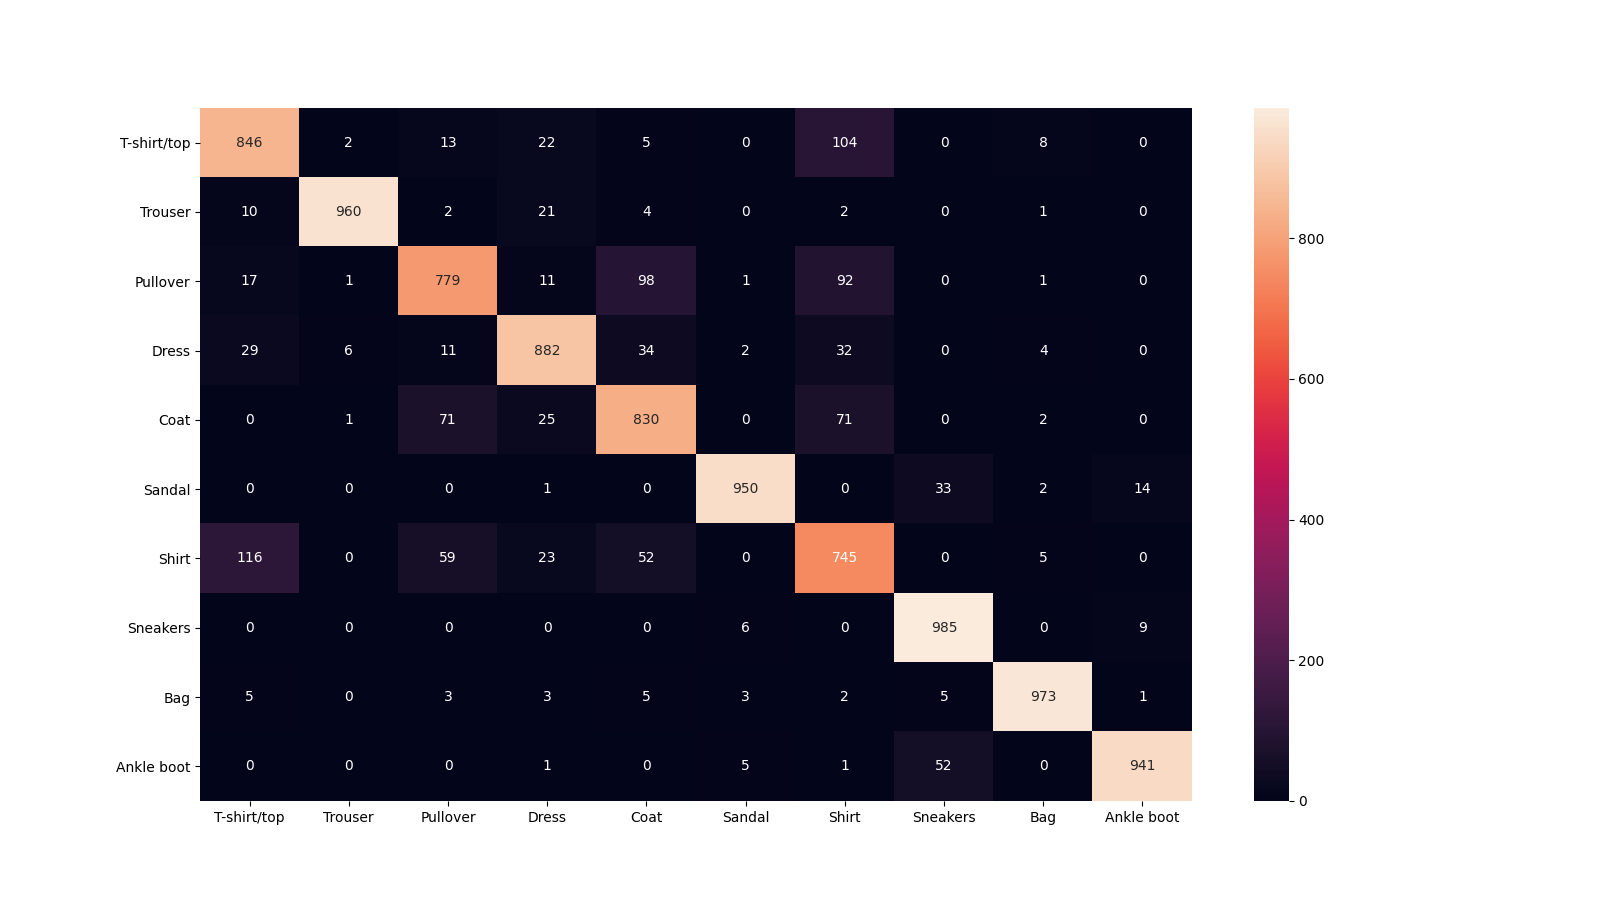 T-shirt/top 846 2 13 22 5 0 104 0 8 0
Trouser 10 960 2 21 4 0 2 0 1 0
800
Pullover 17 1 779 11 98 1 92 0 1 0
Dress 29 6 11 882 34 2 32 0 4 0
600
Coat 0 1 71 25 830 0 71 0 2 0
Sandal 0 0 0 1 0 950 0 33 2 14
400
Shirt 116 0 59 23 52 0 745 0 5 0
Sneakers 0 0 0 0 0 6 0 985 0 9
200
Bag 5 0 3 3 5 3 2 5 973 1
Ankle boot 0 0 0 1 0 5 1 52 0 941
0
T-shirt/top Trouser Pullover Dress Coat Sandal Shirt Sneakers Bag Ankle boot